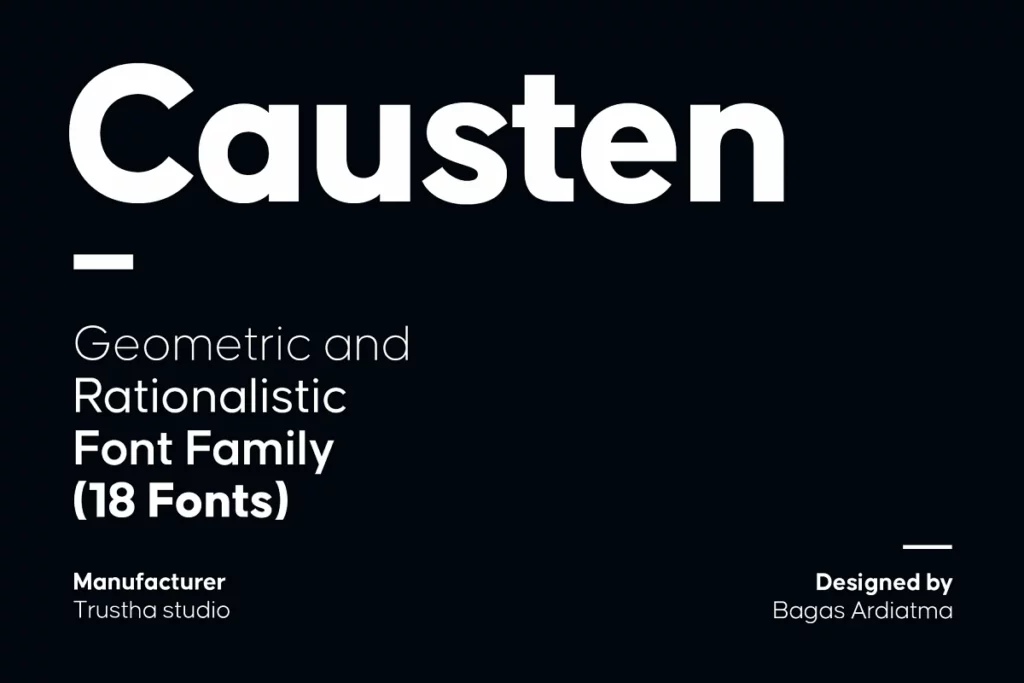 Causten
Geometric and
Rationalistic
Font Family
(18 Fonts)
Manufacturer
Trustha studio
Designed by
Bagas Ardiatma